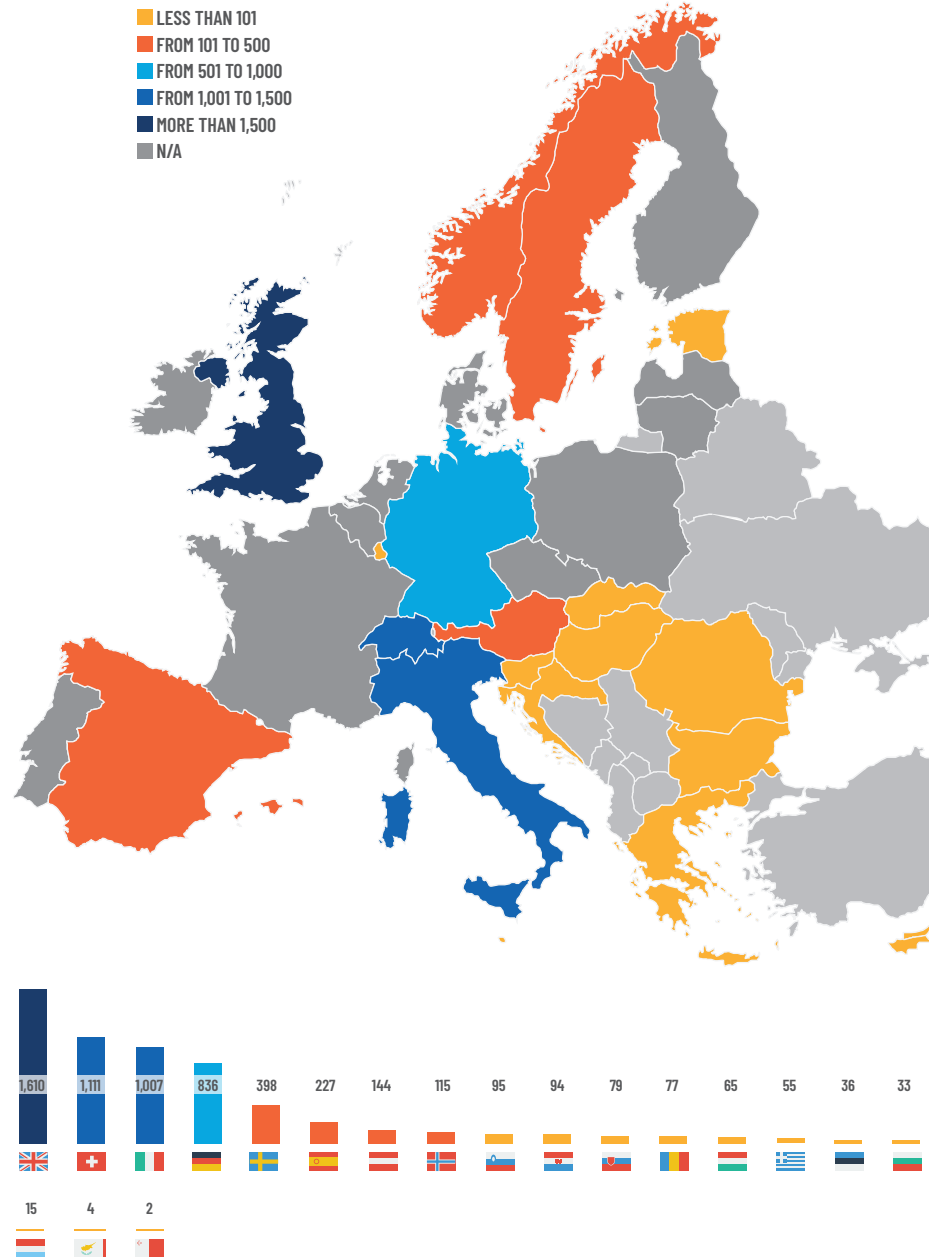 LESS THAN 101
FROM 101 TO 500
FROM 501 TO 1,000
FROM 1,001 TO 1,500
MORE THAN 1,500
N/A
1,610 1,111 1,007 836 398 227 144 115 95 94 79 77 65 55 36 33
15 4 2